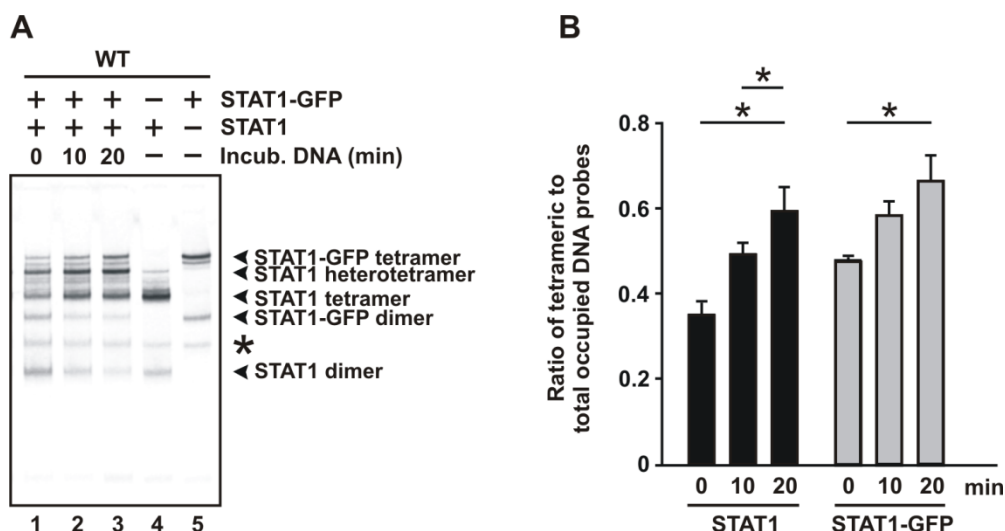 A
WT
+ + + − + STAT1-GFP
+ + + + − STAT1
0 10 20 − − Incub. DNA (min)
STAT1-GFP tetramer
STAT1 heterotetramer
STAT1 tetramer
STAT1-GFP dimer
*
STAT1 dimer
1 2 3 4 5
B
* 
*
*
Ratio of tetrameric to
total occupied DNA probes
0.8
0.6
0.4
0.2
0
0 10 20 0 10 20 min
STAT1 STAT1-GFP